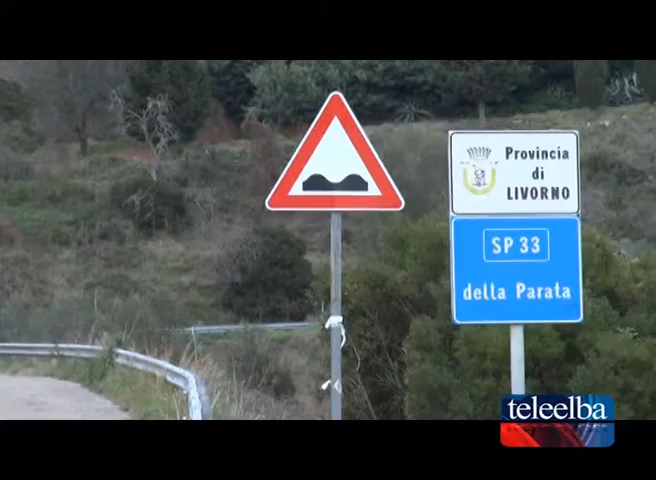 Provincia
di
LIVORNO
SP 33
della Parata
teleelba